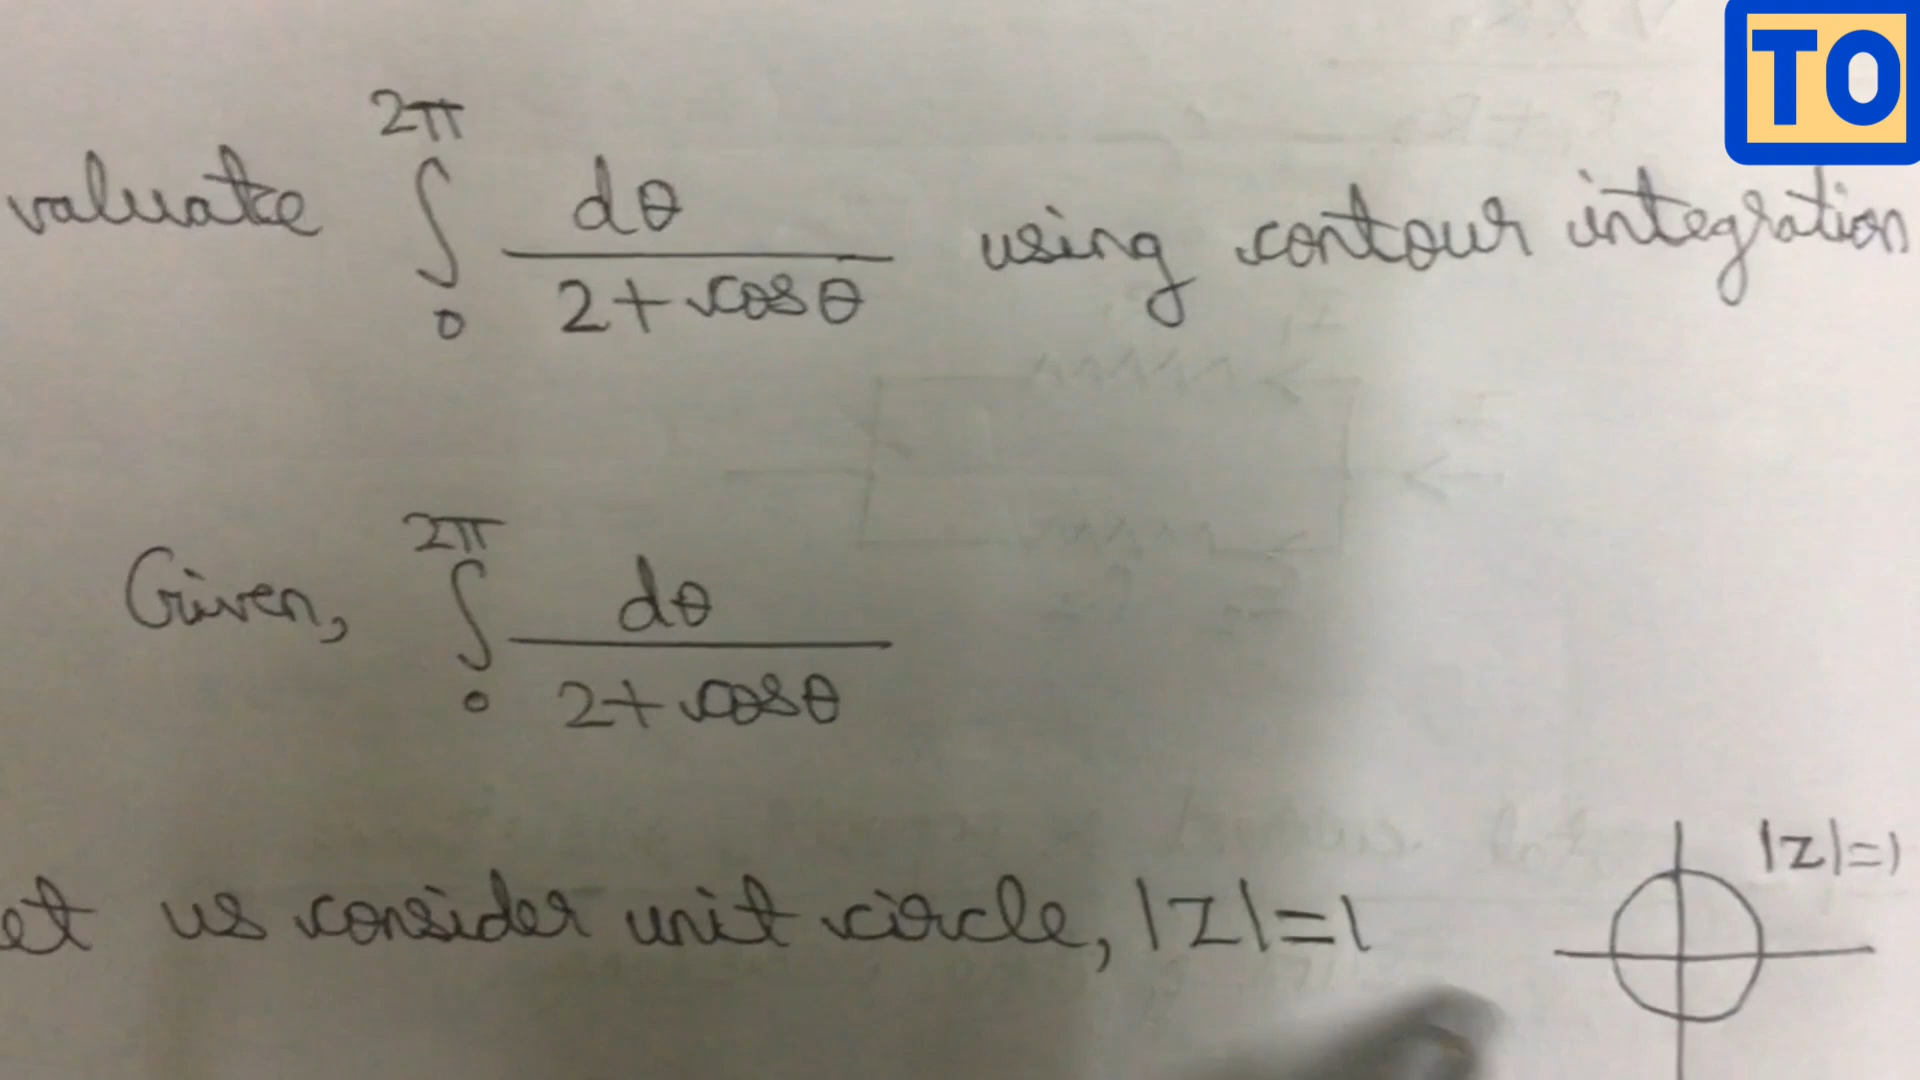 TO
valuate ∫₀^2π dθ / 2+cosθ using contour integration
Given, ∫₀^2π dθ / 2+cosθ
et us consider unit circle, |z|=1
|z|=1